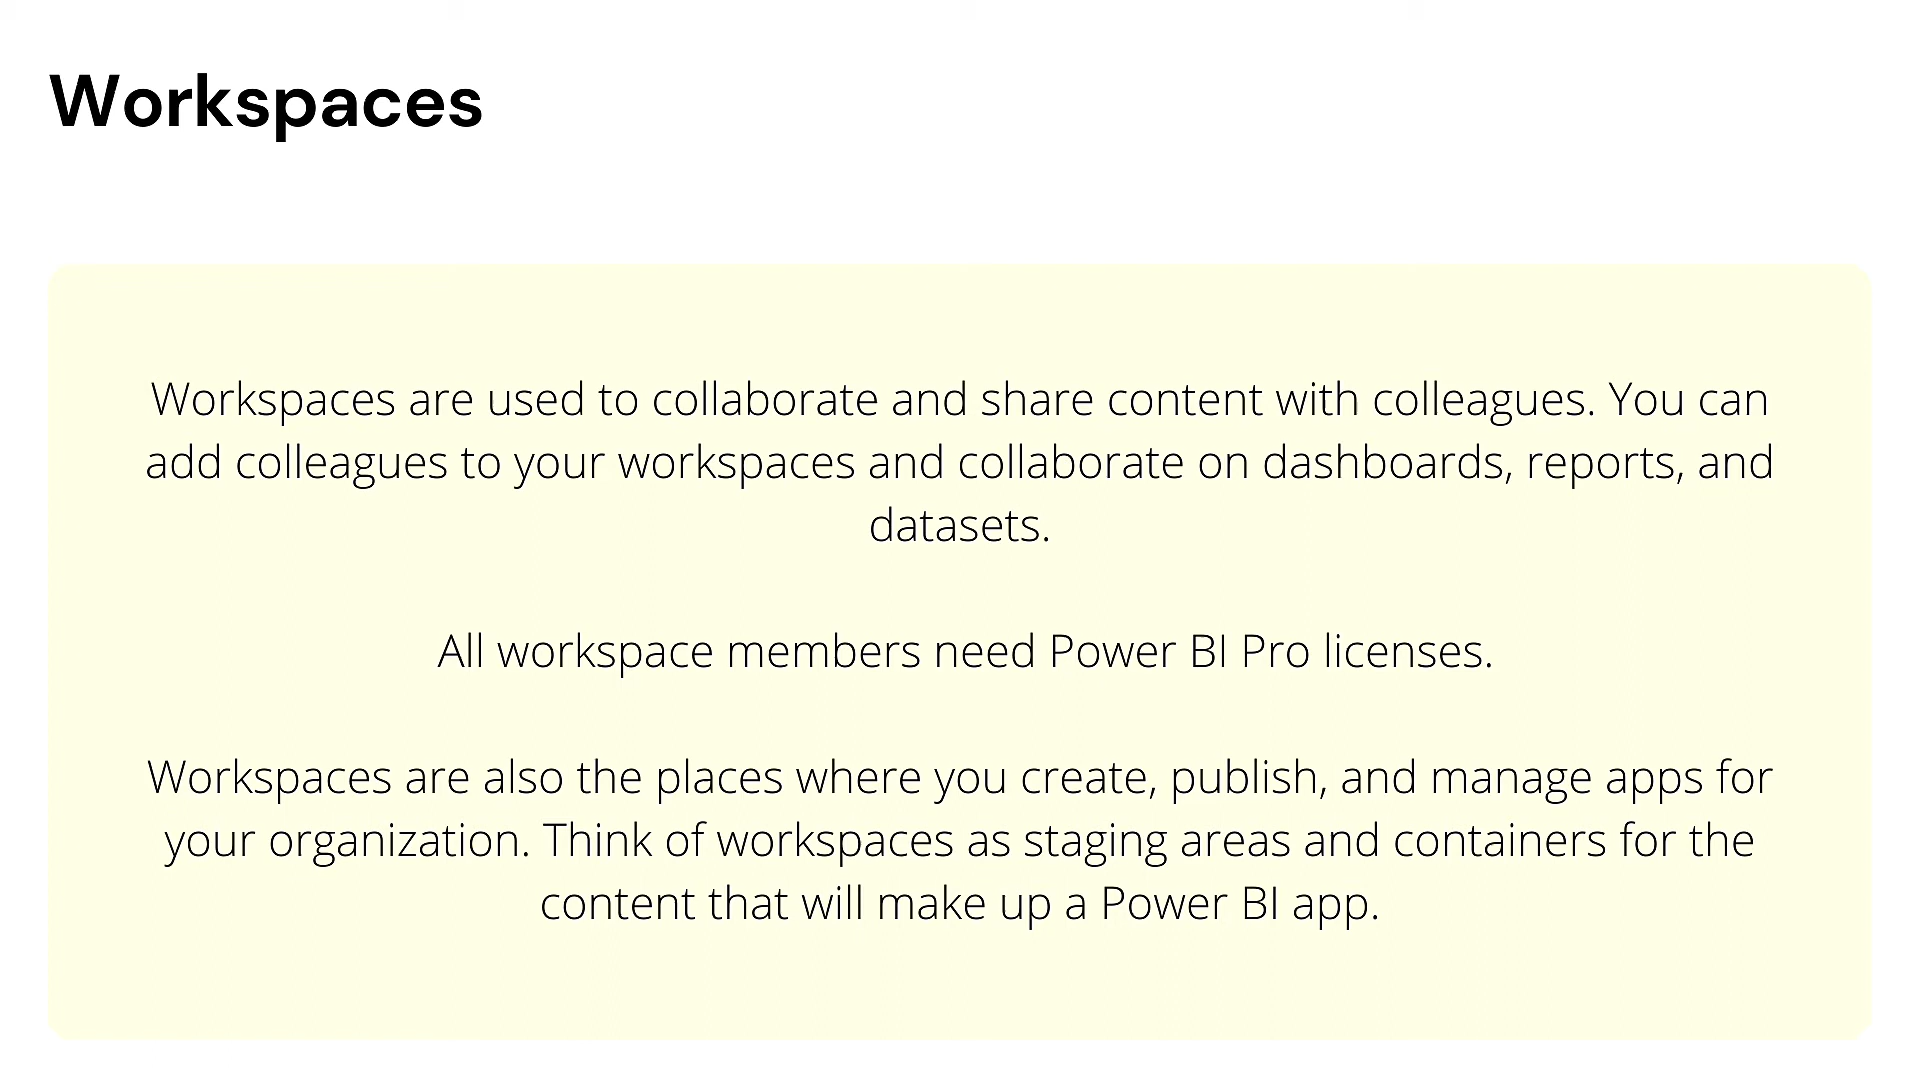 Workspaces
Workspaces are used to collaborate and share content with colleagues. You can
add colleagues to your workspaces and collaborate on dashboards, reports, and
datasets.
All workspace members need Power BI Pro licenses.
Workspaces are also the places where you create, publish, and manage apps for
your organization. Think of workspaces as staging areas and containers for the
content that will make up a Power BI app.